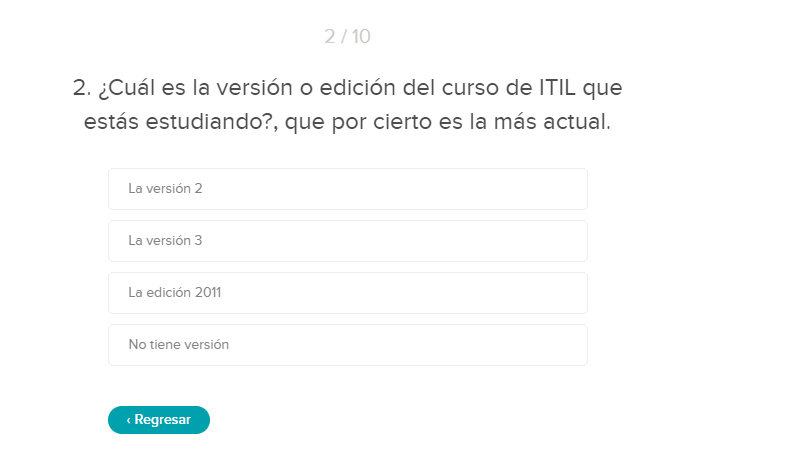 2 / 10
2. ¿Cuál es la versión o edición del curso de ITIL que
estás estudiando?, que por cierto es la más actual.
La versión 2
La versión 3
La edición 2011
No tiene versión
‹ Regresar